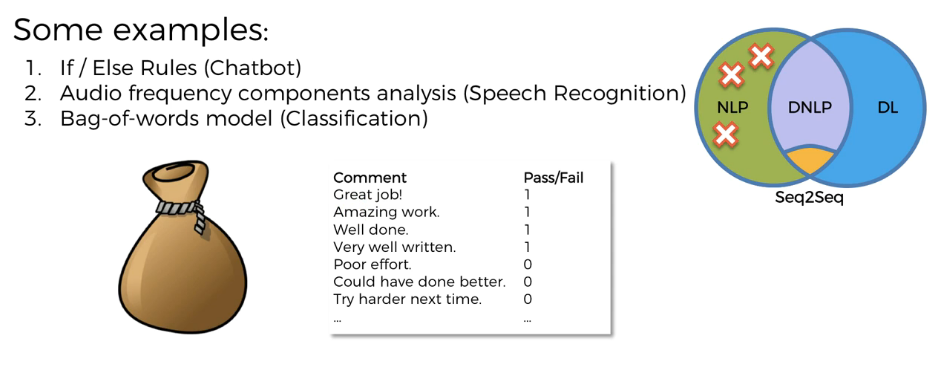 Some examples:
1. If / Else Rules (Chatbot)
2. Audio frequency components analysis (Speech Recognition)
3. Bag-of-words model (Classification)
NLP DNLP DL
Seq2Seq
Comment Pass/Fail
Great job! 1
Amazing work. 1
Well done. 1
Very well written. 1
Poor effort. 0
Could have done better. 0
Try harder next time. 0
... ...